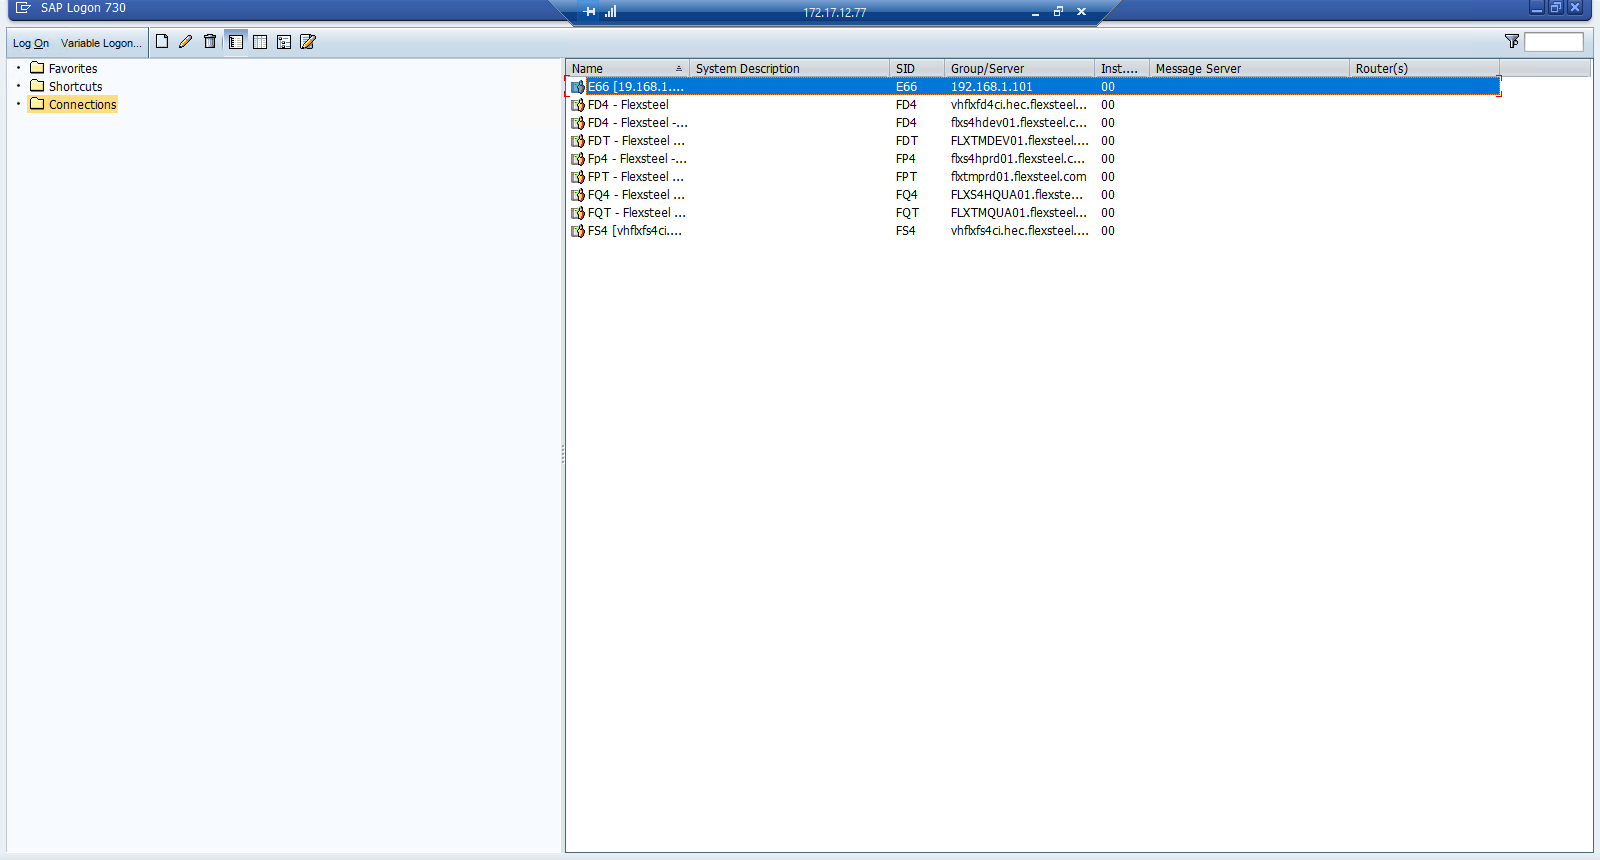 SAP Logon 730
172.17.12.77
Log On Variable Logon...
Favorites
Shortcuts
Connections
Name System Description SID Group/Server Inst.... Message Server Router(s)
E66 [19.168.1.... E66 192.168.1.101 00
FD4 - Flexsteel FD4 vhflxfd4ci.hec.flexsteel... 00
FD4 - Flexsteel -... FD4 flxs4hdev01.flexsteel.c... 00
FDT - Flexsteel ... FDT FLXTMDEV01.flexsteel.... 00
Fp4 - Flexsteel -... FP4 flxs4hprd01.flexsteel.c... 00
FPT - Flexsteel ... FPT flxtmprd01.flexsteel.com 00
FQ4 - Flexsteel ... FQ4 FLXS4HQUA01.flexste... 00
FQT - Flexsteel ... FQT FLXTMQUA01.flexsteel... 00
FS4 [vhflxfs4ci.... FS4 vhflxfs4ci.hec.flexsteel.... 00